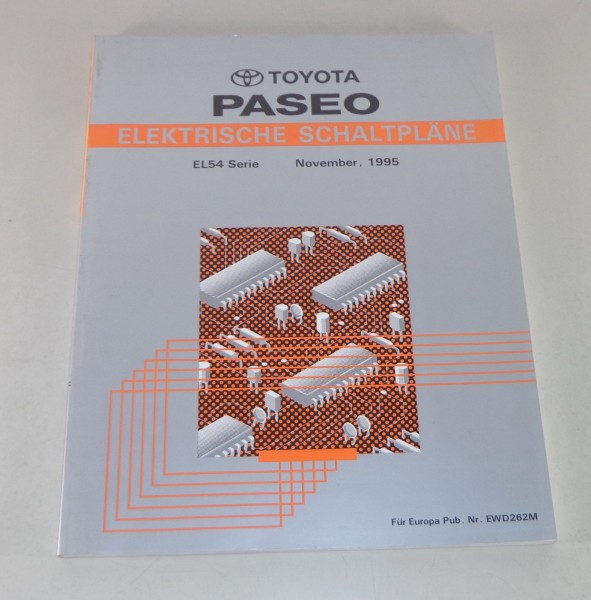 TOYOTA
PASEO
ELEKTRISCHE SCHALTPLÄNE
EL54 Serie November, 1995
Für Europa Pub. Nr. EWD262M